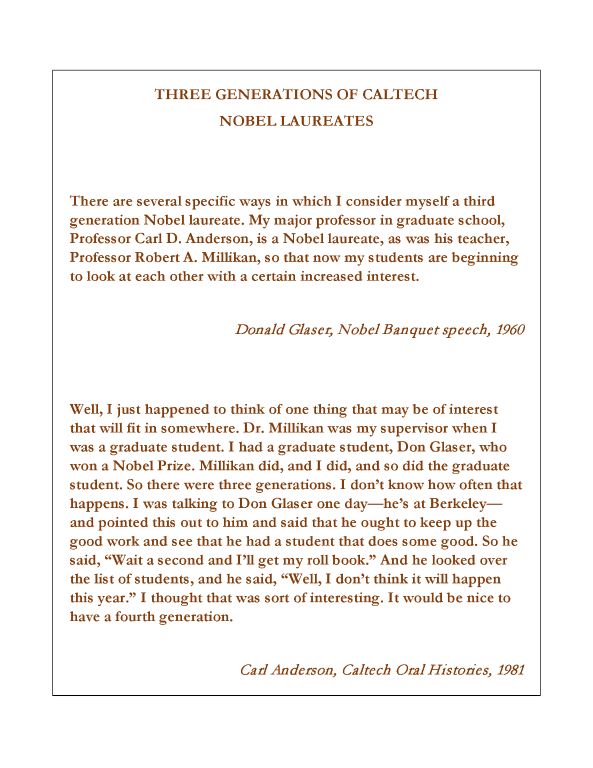 THREE GENERATIONS OF CALTECH
NOBEL LAUREATES
There are several specific ways in which I consider myself a third
generation Nobel laureate. My major professor in graduate school,
Professor Carl D. Anderson, is a Nobel laureate, as was his teacher,
Professor Robert A. Millikan, so that now my students are beginning
to look at each other with a certain increased interest.
Donald Glaser, Nobel Banquet speech, 1960
Well, I just happened to think of one thing that may be of interest
that will fit in somewhere. Dr. Millikan was my supervisor when I
was a graduate student. I had a graduate student, Don Glaser, who
won a Nobel Prize. Millikan did, and I did, and so did the graduate
student. So there were three generations. I don’t know how often that
happens. I was talking to Don Glaser one day—he’s at Berkeley—
and pointed this out to him and said that he ought to keep up the
good work and see that he had a student that does some good. So he
said, “Wait a second and I’ll get my roll book.” And he looked over
the list of students, and he said, “Well, I don’t think it will happen
this year.” I thought that was sort of interesting. It would be nice to
have a fourth generation.
Carl Anderson, Caltech Oral Histories, 1981